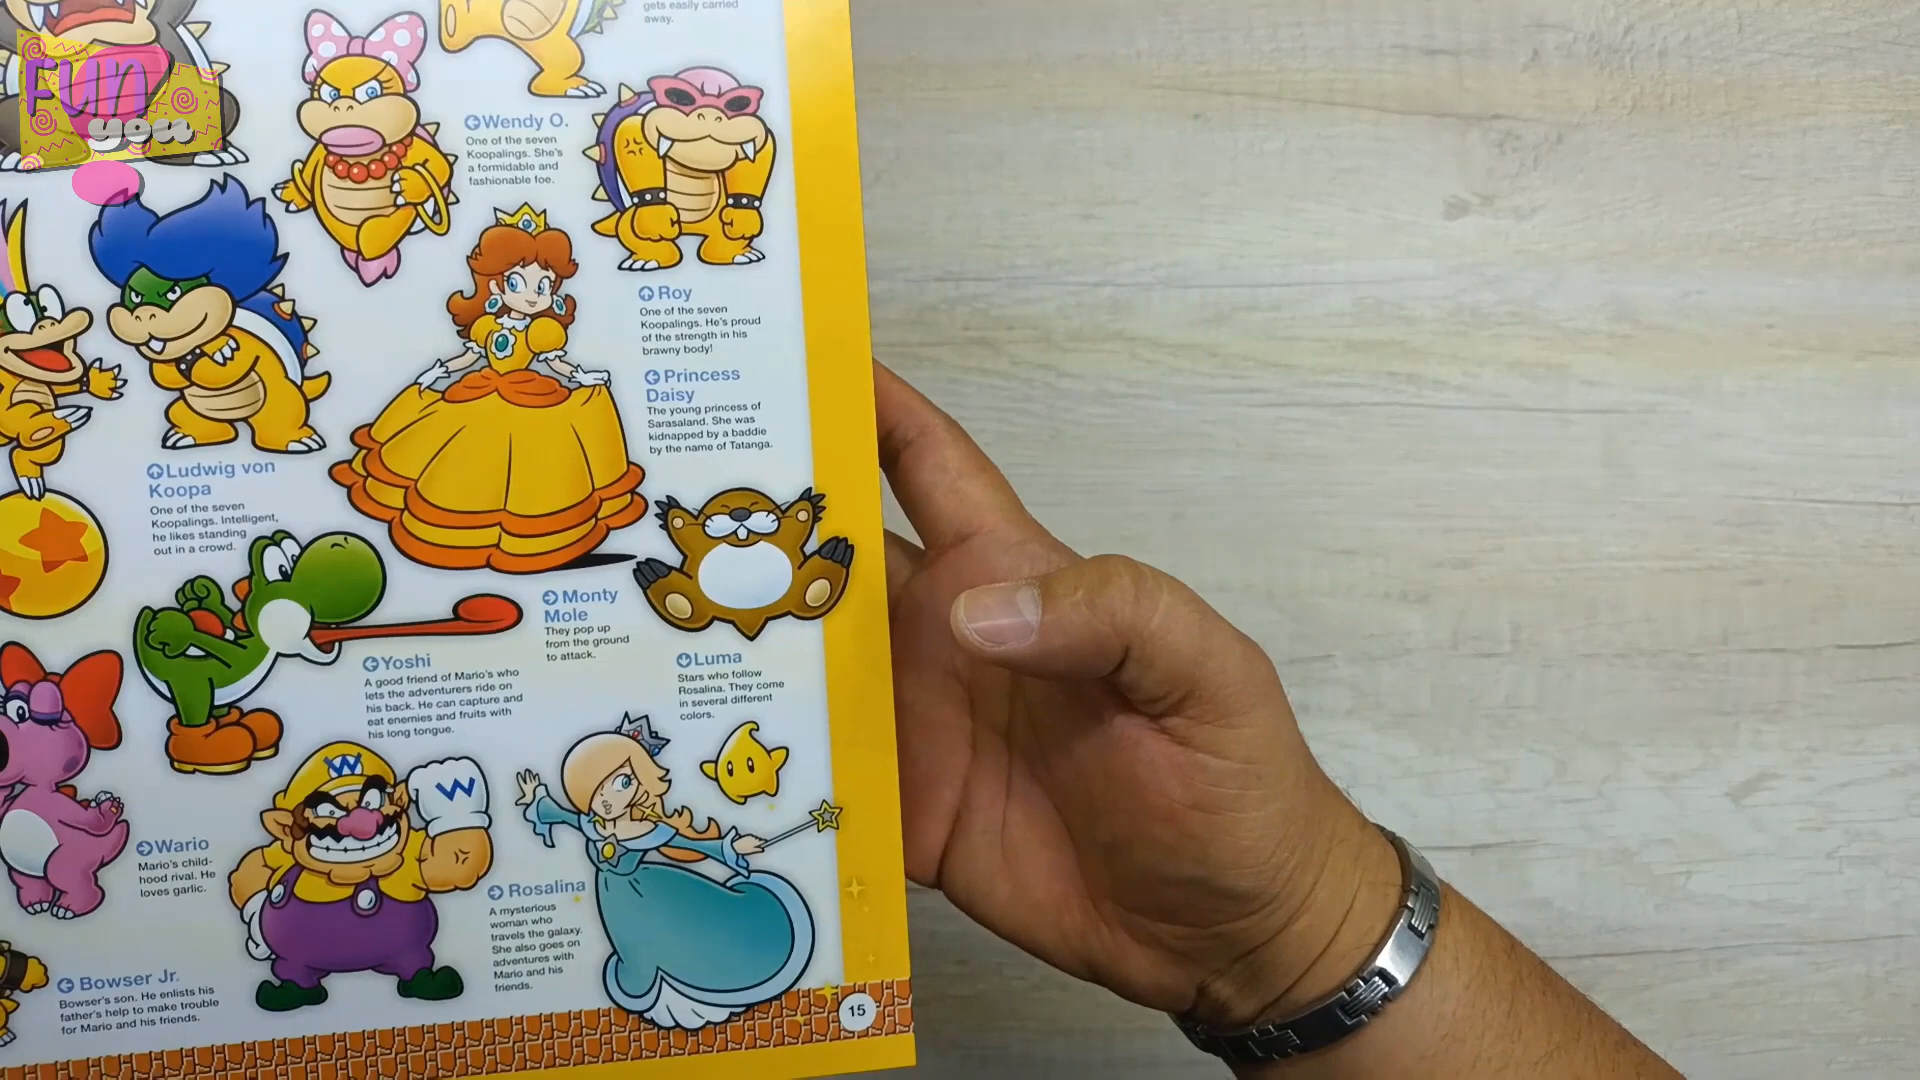 gets easily carried
away.
Fun
you
Wendy O.
One of the seven
Koopalings. She's
a formidable and
fashionable foe.
Roy
One of the seven
Koopalings. He's proud
of the strength in his
brawny body!
Princess
Daisy
The young princess of
Sarasaland. She was
kidnapped by a baddie
by the name of Tatanga.
Ludwig von
Koopa
One of the seven
Koopalings. Intelligent,
he likes standing
out in a crowd.
Monty
Mole
They pop up
from the ground
to attack.
Yoshi
A good friend of Mario's who
lets the adventurers ride on
his back. He can capture and
eat enemies and fruits with
his long tongue.
Luma
Stars who follow
Rosalina. They come
in several different
colors.
W
W
Wario
Mario's child-
hood rival. He
loves garlic.
Rosalina
A mysterious
woman who
travels the galaxy.
She also goes on
adventures with
Mario and his
friends.
Bowser Jr.
Bowser's son. He enlists his
father's help to make trouble
for Mario and his friends.
15